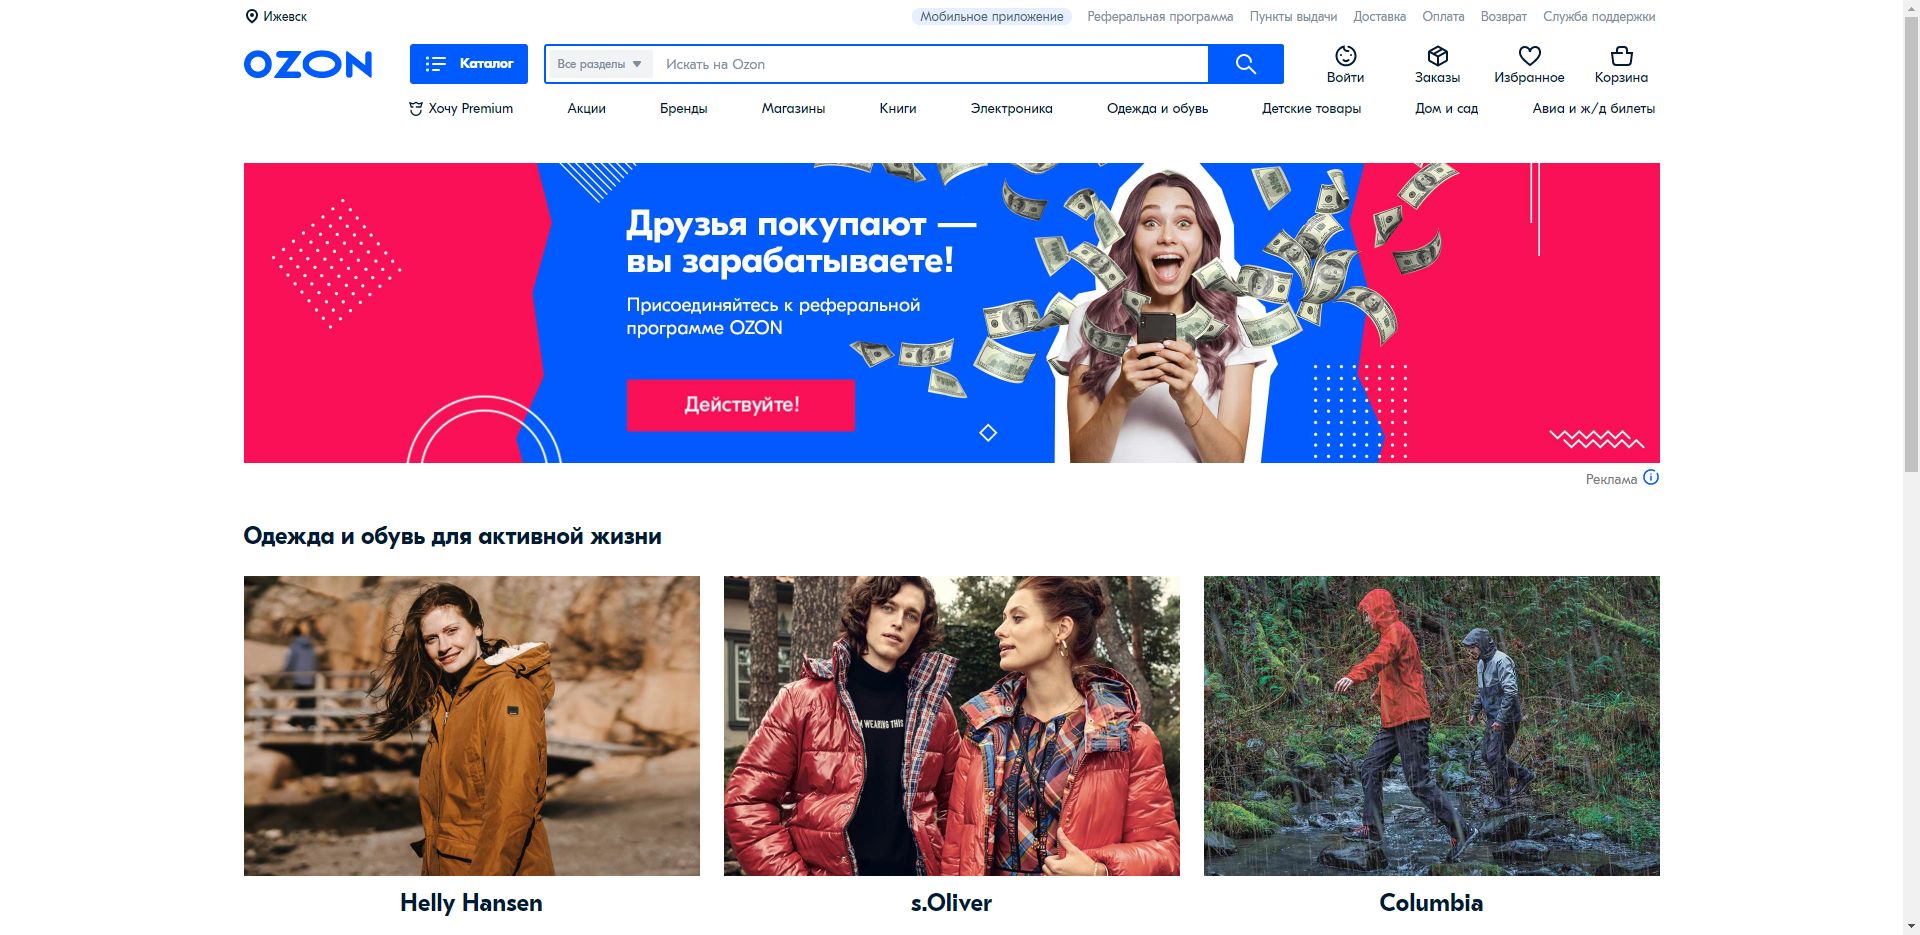 Ижевск
Мобильное приложение Реферальная программа Пункты выдачи Доставка Оплата Возврат Служба поддержки
OZON
Каталог
Все разделы
Искать на Ozon
Войти
Заказы
Избранное
Корзина
Хочу Premium Акции Бренды Магазины Книги Электроника Одежда и обувь Детские товары Дом и сад Авиа и ж/д билеты
Друзья покупают —
вы зарабатываете!
Присоединяйтесь к реферальной
программе OZON
Действуйте!
Реклама
Одежда и обувь для активной жизни
WEARING THIS
Helly Hansen
s.Oliver
Columbia